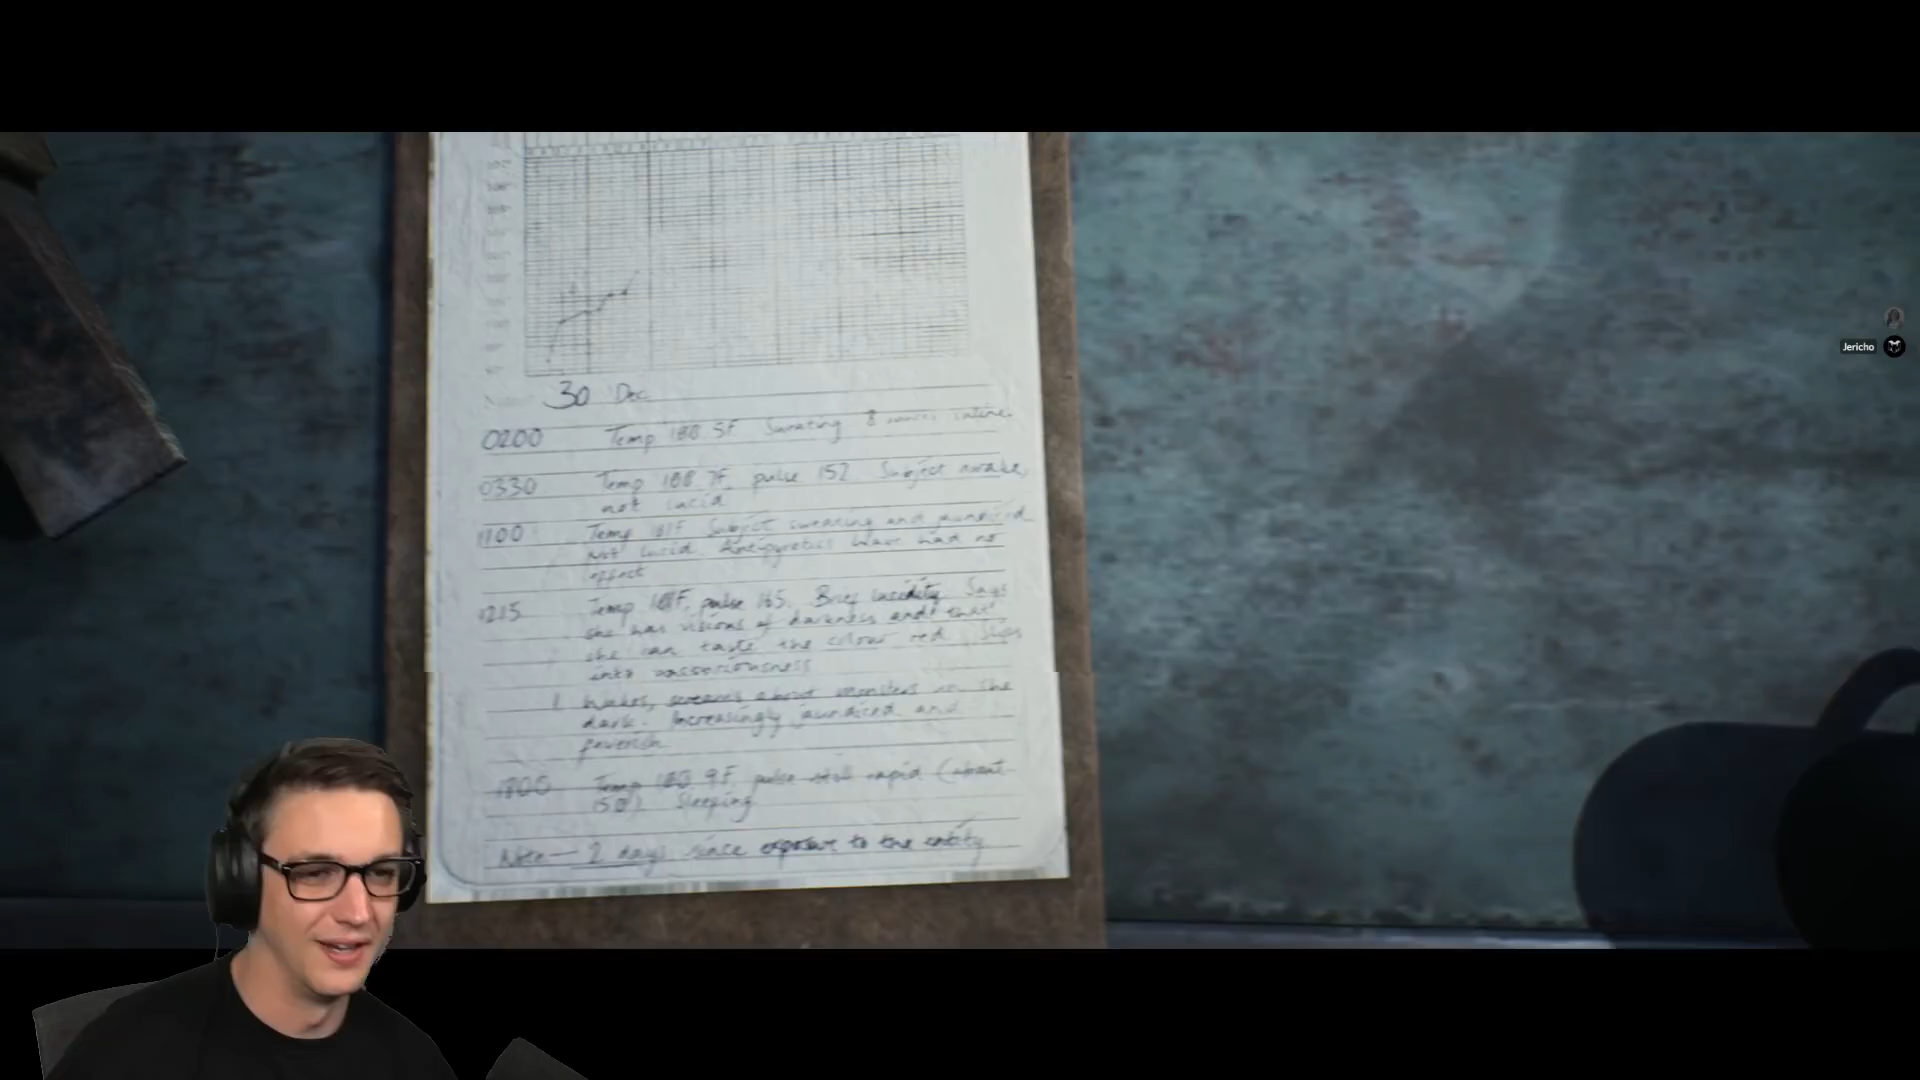 30 Dec
0200 Temp 100 5F Sweating 8 ounces
0330 Temp 100 7F, pulse 152. Subject awake,
not lucid
1100 Temp 101F Subject sweating and jaundiced
Not lucid. Antipyretics have had no
effect
1215 Temp 101F, pulse 165. Brief lucidity Says
she has visions of darkness and that
she can taste the colour red. Slips
into unconsciousness
wakes, screams about monsters in the
dark. Increasingly jaundiced and
feverish
1800 Temp 100 9F, pulse still rapid (about
150). Sleeping
Note — 2 days since exposure to the entity
Jericho